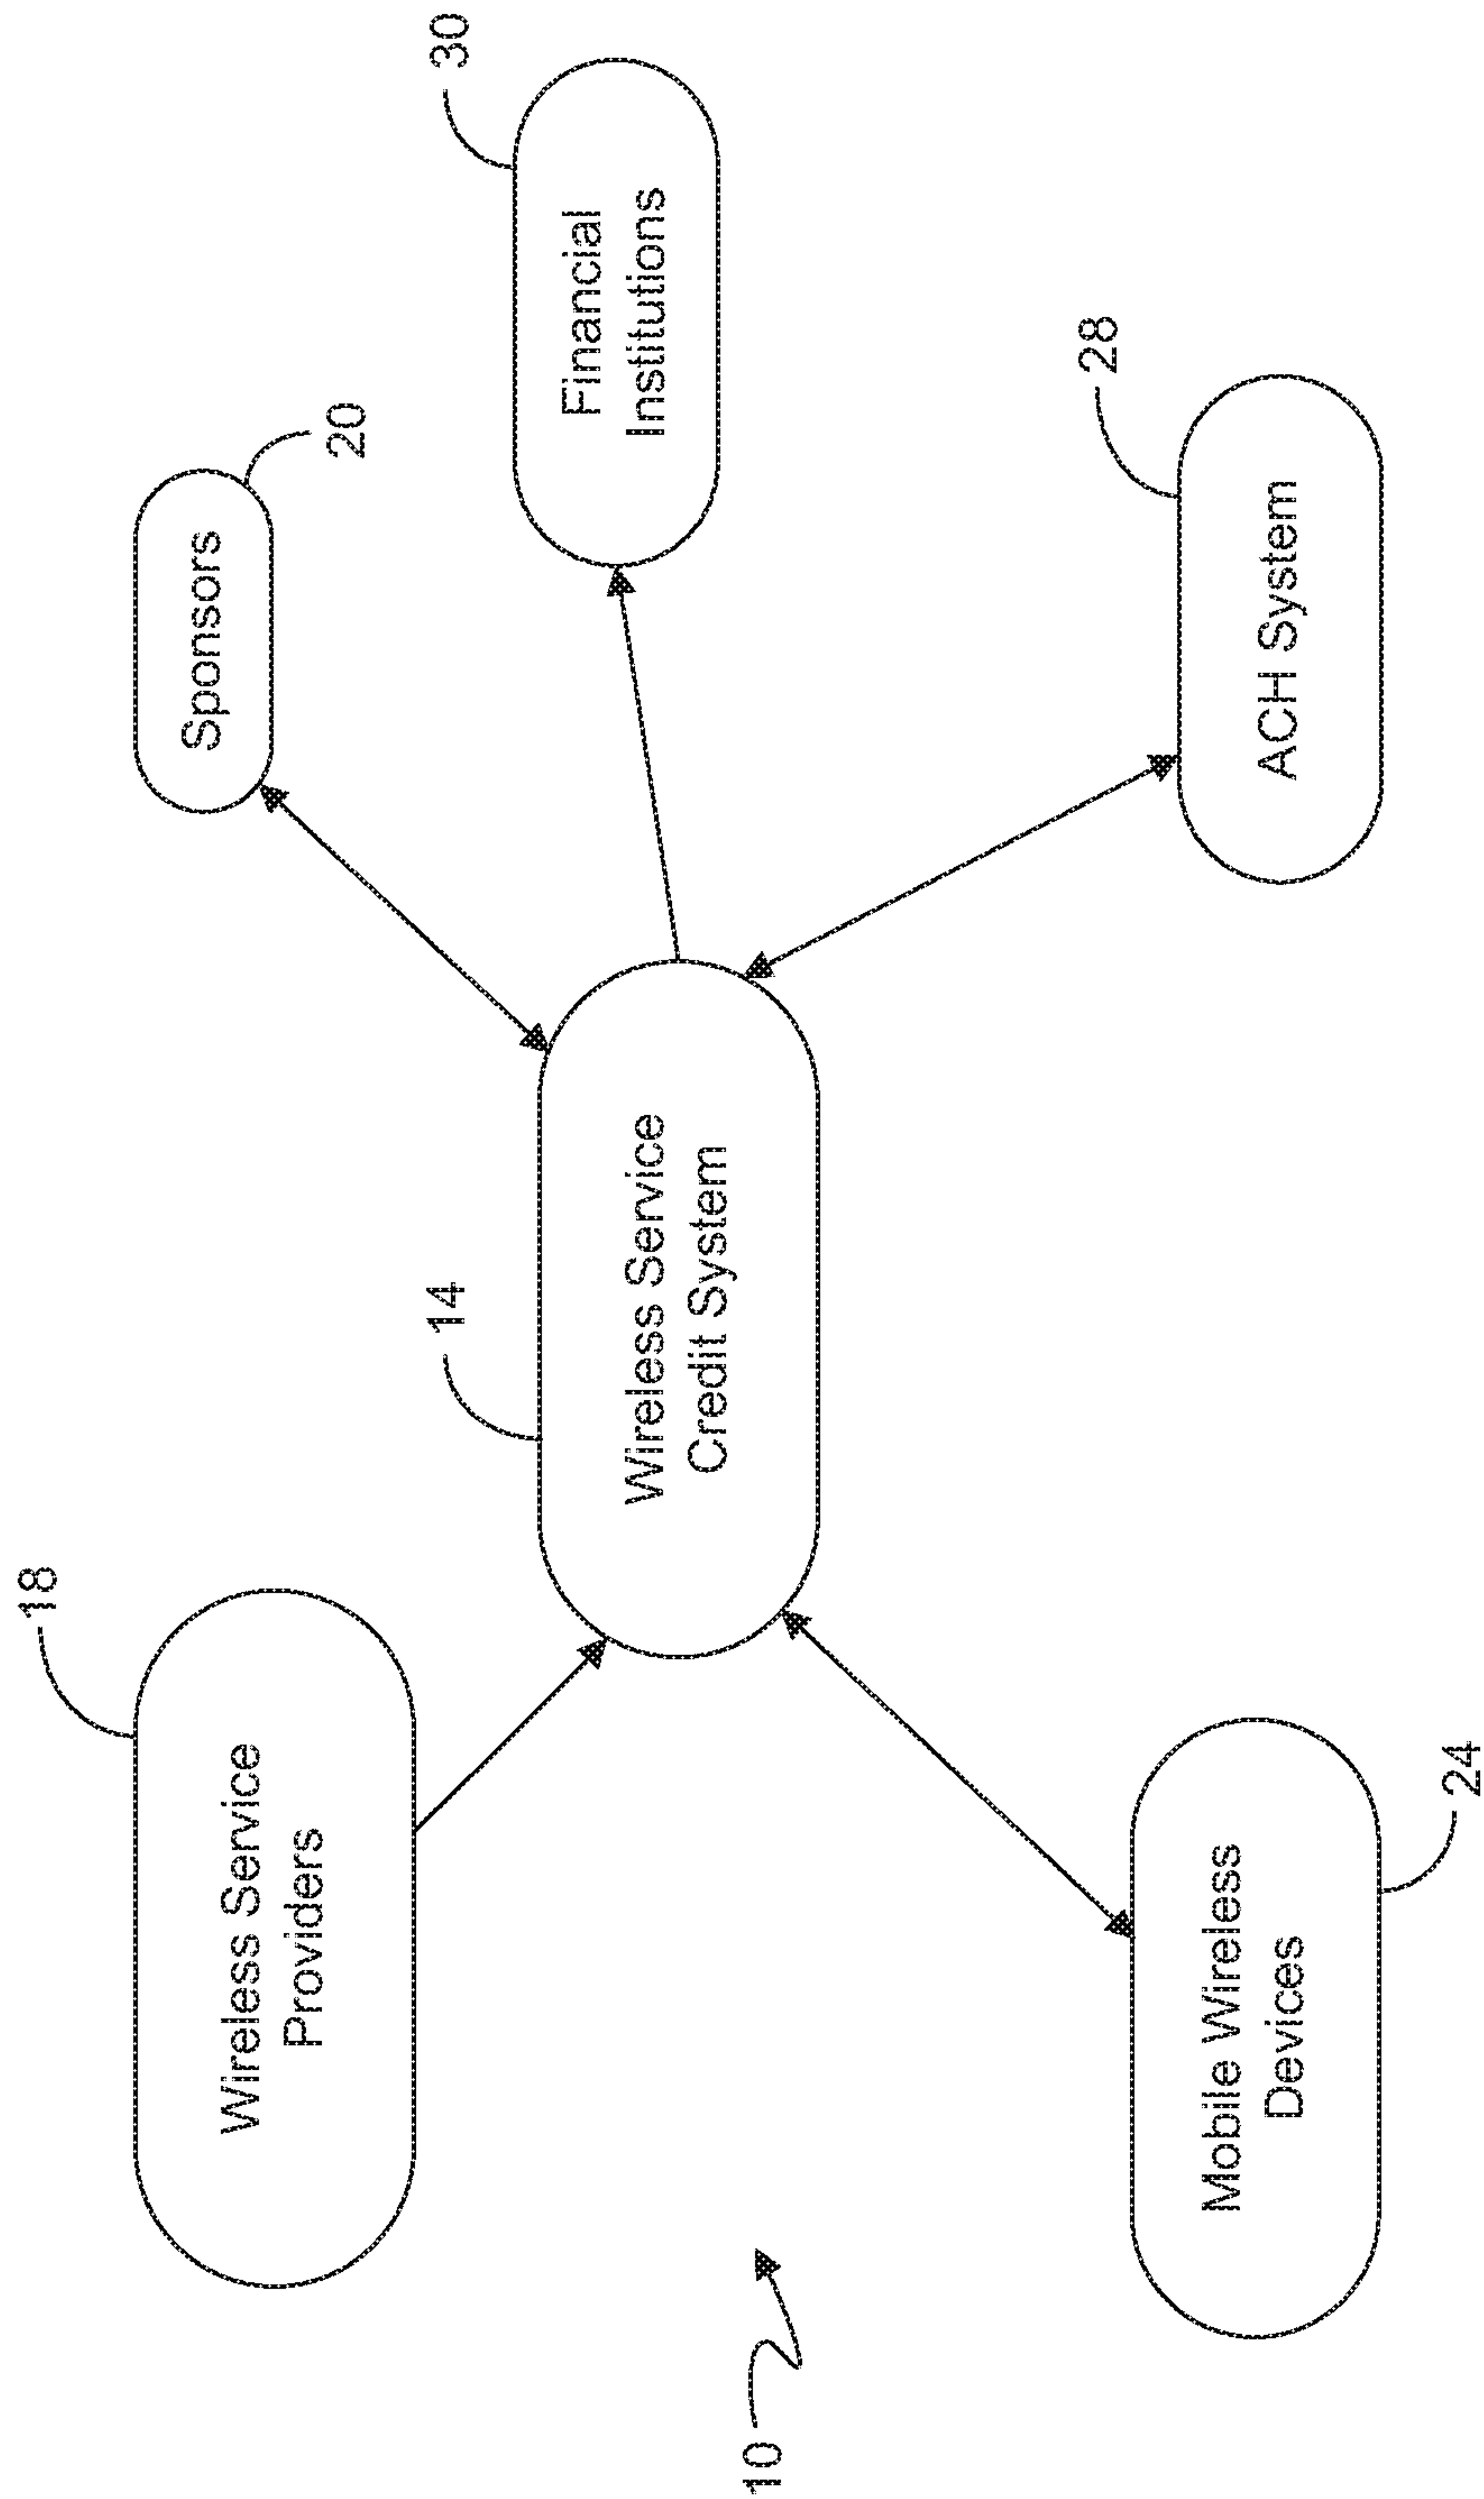 18
Wireless Service
Providers
14
Wireless Service
Credit System
Sponsors
20
30
Financial
Institutions
10
Mobile Wireless
Devices
24
28
ACH System